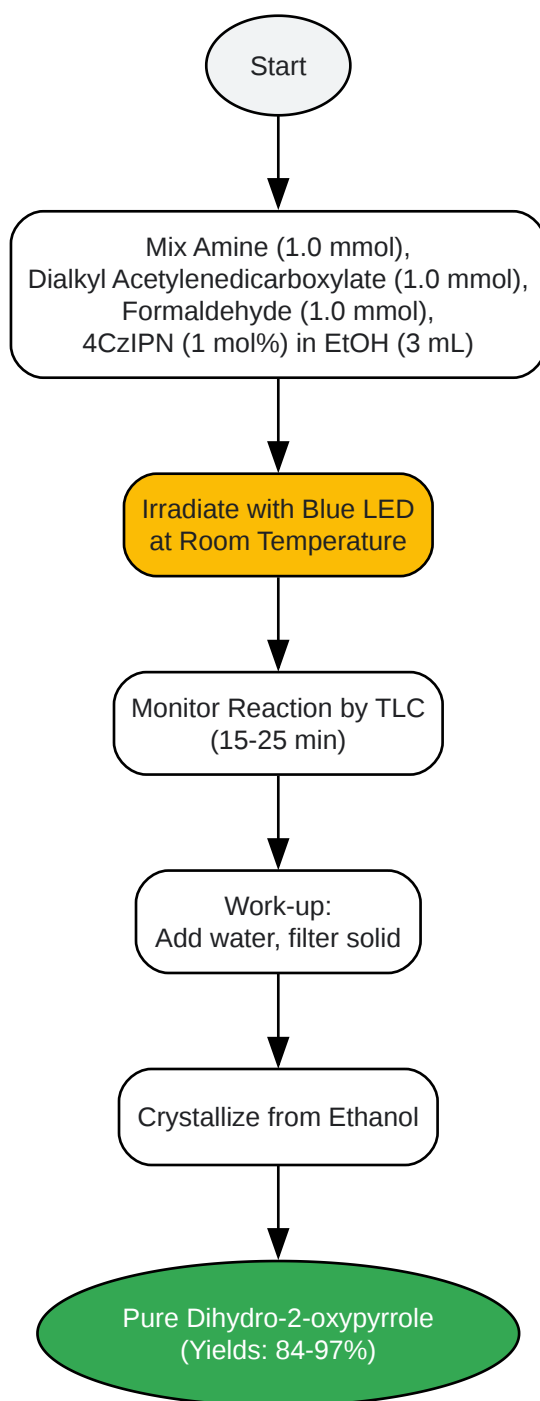 Start
Mix Amine (1.0 mmol),
Dialkyl Acetylenedicarboxylate (1.0 mmol),
Formaldehyde (1.0 mmol),
4CzIPN (1 mol%) in EtOH (3 mL)
Irradiate with Blue LED
at Room Temperature
Monitor Reaction by TLC
(15-25 min)
Work-up:
Add water, filter solid
Crystallize from Ethanol
Pure Dihydro-2-oxypyrrole
(Yields: 84-97%)